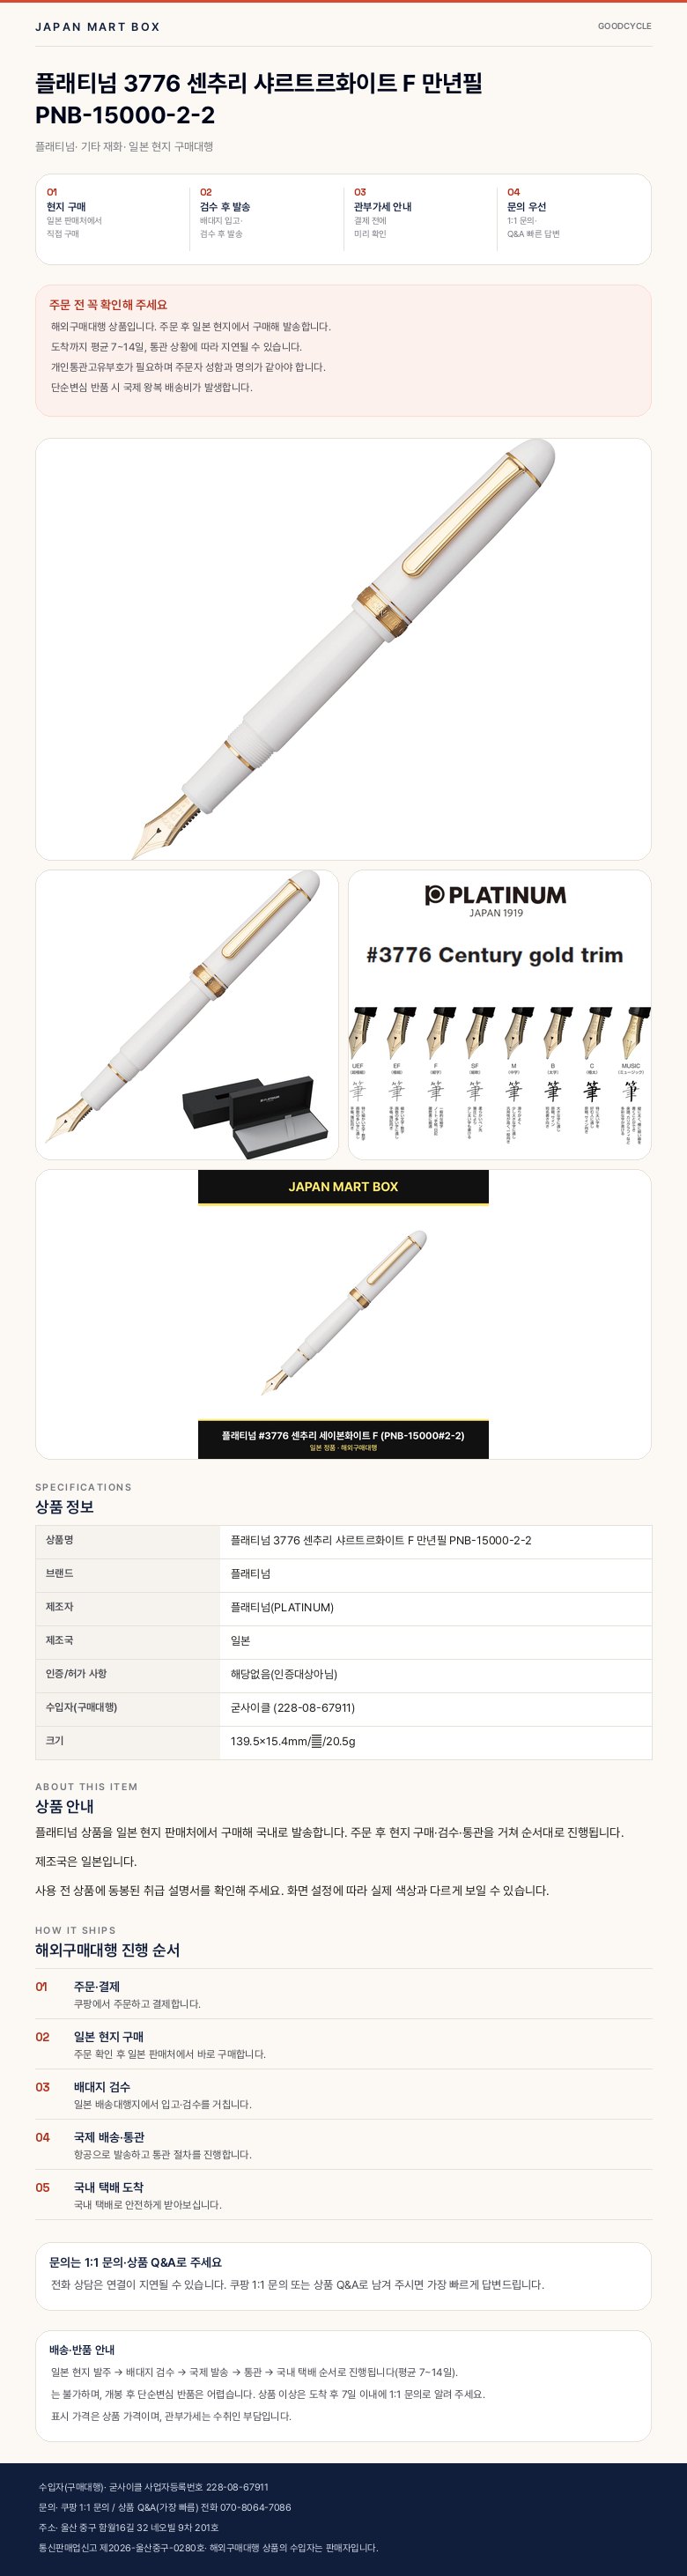 JAPAN MART BOX
GOODCYCLE
플래티넘 3776 센추리 샤르트르화이트 F 만년필
PNB-15000-2-2
플래티넘· 기타 재화· 일본 현지 구매대행
01
현지 구매
일본 판매처에서
직접 구매
02
검수 후 발송
배대지 입고·
검수 후 발송
03
관부가세 안내
결제 전에
미리 확인
04
문의 우선
1:1 문의·
Q&A 빠른 답변
주문 전 꼭 확인해 주세요
해외구매대행 상품입니다. 주문 후 일본 현지에서 구매해 발송합니다.
도착까지 평균 7~14일, 통관 상황에 따라 지연될 수 있습니다.
개인통관고유부호가 필요하며 주문자 성함과 명의가 같아야 합니다.
단순변심 반품 시 국제 왕복 배송비가 발생합니다.
PLATINUM
JAPAN 1919
#3776 Century gold trim
UEF EF F SF M B C MUSIC
筆 筆 筆 筆 筆 筆 筆 筆
JAPAN MART BOX
플래티넘 #3776 센추리 세이본화이트 F (PNB-15000#2-2)
일본 정품 · 해외구매대행
SPECIFICATIONS
상품 정보
상품명 플래티넘 3776 센추리 샤르트르화이트 F 만년필 PNB-15000-2-2
브랜드 플래티넘
제조자 플래티넘(PLATINUM)
제조국 일본
인증/허가 사항 해당없음(인증대상아님)
수입자(구매대행) 굳사이클 (228-08-67911)
크기 139.5×15.4mm/▤/20.5g
ABOUT THIS ITEM
상품 안내
플래티넘 상품을 일본 현지 판매처에서 구매해 국내로 발송합니다. 주문 후 현지 구매·검수·통관을 거쳐 순서대로 진행됩니다.
제조국은 일본입니다.
사용 전 상품에 동봉된 취급 설명서를 확인해 주세요. 화면 설정에 따라 실제 색상과 다르게 보일 수 있습니다.
HOW IT SHIPS
해외구매대행 진행 순서
01 주문·결제
쿠팡에서 주문하고 결제합니다.
02 일본 현지 구매
주문 확인 후 일본 판매처에서 바로 구매합니다.
03 배대지 검수
일본 배송대행지에서 입고·검수를 거칩니다.
04 국제 배송·통관
항공으로 발송하고 통관 절차를 진행합니다.
05 국내 택배 도착
국내 택배로 안전하게 받아보십니다.
문의는 1:1 문의·상품 Q&A로 주세요
전화 상담은 연결이 지연될 수 있습니다. 쿠팡 1:1 문의 또는 상품 Q&A로 남겨 주시면 가장 빠르게 답변드립니다.
배송·반품 안내
일본 현지 발주 → 배대지 검수 → 국제 발송 → 통관 → 국내 택배 순서로 진행됩니다(평균 7~14일).
는 불가하며, 개봉 후 단순변심 반품은 어렵습니다. 상품 이상은 도착 후 7일 이내에 1:1 문의로 알려 주세요.
표시 가격은 상품 가격이며, 관부가세는 수취인 부담입니다.
수입자(구매대행)· 굳사이클 사업자등록번호 228-08-67911
문의· 쿠팡 1:1 문의 / 상품 Q&A(가장 빠름) 전화 070-8064-7086
주소· 울산 중구 함월16길 32 네오빌 9차 201호
통신판매업신고 제2026-울산중구-0280호· 해외구매대행 상품의 수입자는 판매자입니다.